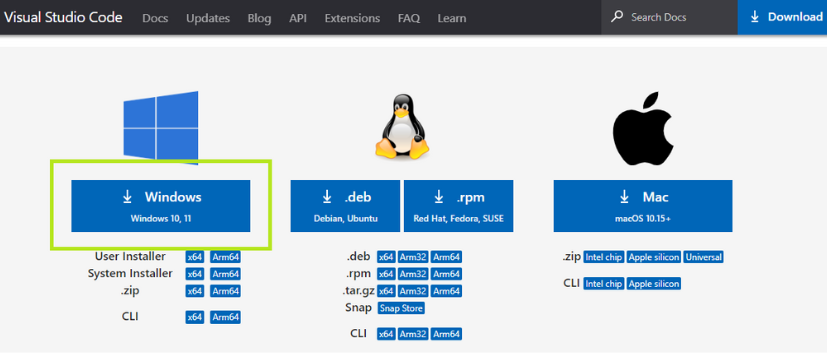 Visual Studio Code Docs Updates Blog API Extensions FAQ Learn Search Docs Download
Windows
Windows 10, 11
User Installer x64 Arm64
System Installer x64 Arm64
.zip x64 Arm64
CLI x64 Arm64
.deb
Debian, Ubuntu
.rpm
Red Hat, Fedora, SUSE
.deb x64 Arm32 Arm64
.rpm x64 Arm32 Arm64
.tar.gz x64 Arm32 Arm64
Snap Snap Store
CLI x64 Arm32 Arm64
Mac
macOS 10.15+
.zip Intel chip Apple silicon Universal
CLI Intel chip Apple silicon